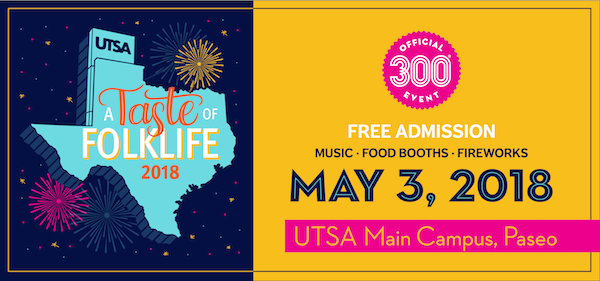 UTSA
A Taste OF
FOLKLIFE
2018
OFFICIAL
300
EVENT
FREE ADMISSION
MUSIC · FOOD BOOTHS · FIREWORKS
MAY 3, 2018
UTSA Main Campus, Paseo